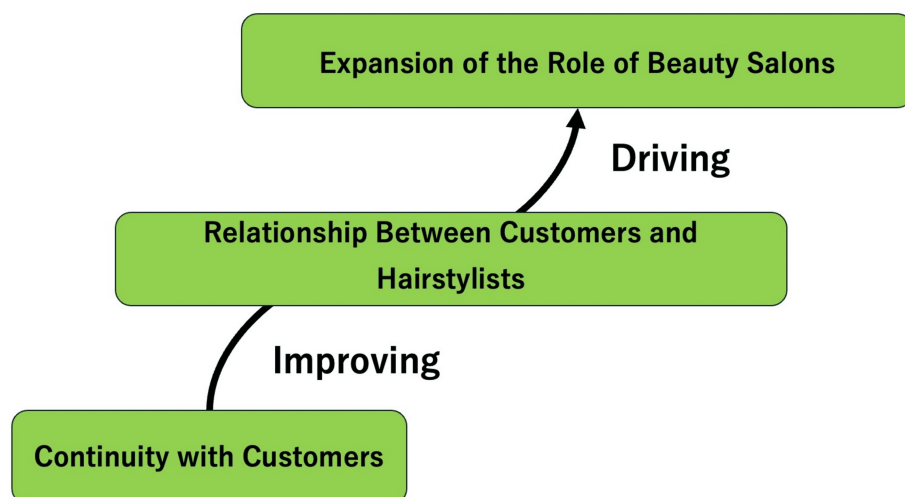 Expansion of the Role of Beauty Salons
Driving
Relationship Between Customers and
Hairstylists
Improving
Continuity with Customers